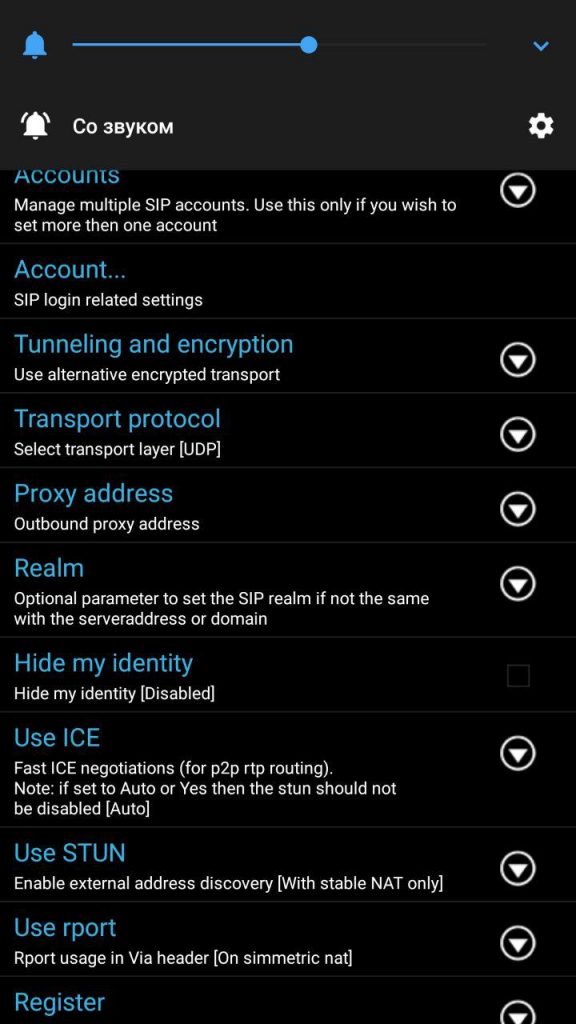 Со звуком
Accounts
Manage multiple SIP accounts. Use this only if you wish to
set more then one account
Account...
SIP login related settings
Tunneling and encryption
Use alternative encrypted transport
Transport protocol
Select transport layer [UDP]
Proxy address
Outbound proxy address
Realm
Optional parameter to set the SIP realm if not the same
with the serveraddress or domain
Hide my identity
Hide my identity [Disabled]
Use ICE
Fast ICE negotiations (for p2p rtp routing).
Note: if set to Auto or Yes then the stun should not
be disabled [Auto]
Use STUN
Enable external address discovery [With stable NAT only]
Use rport
Rport usage in Via header [On simmetric nat]
Register